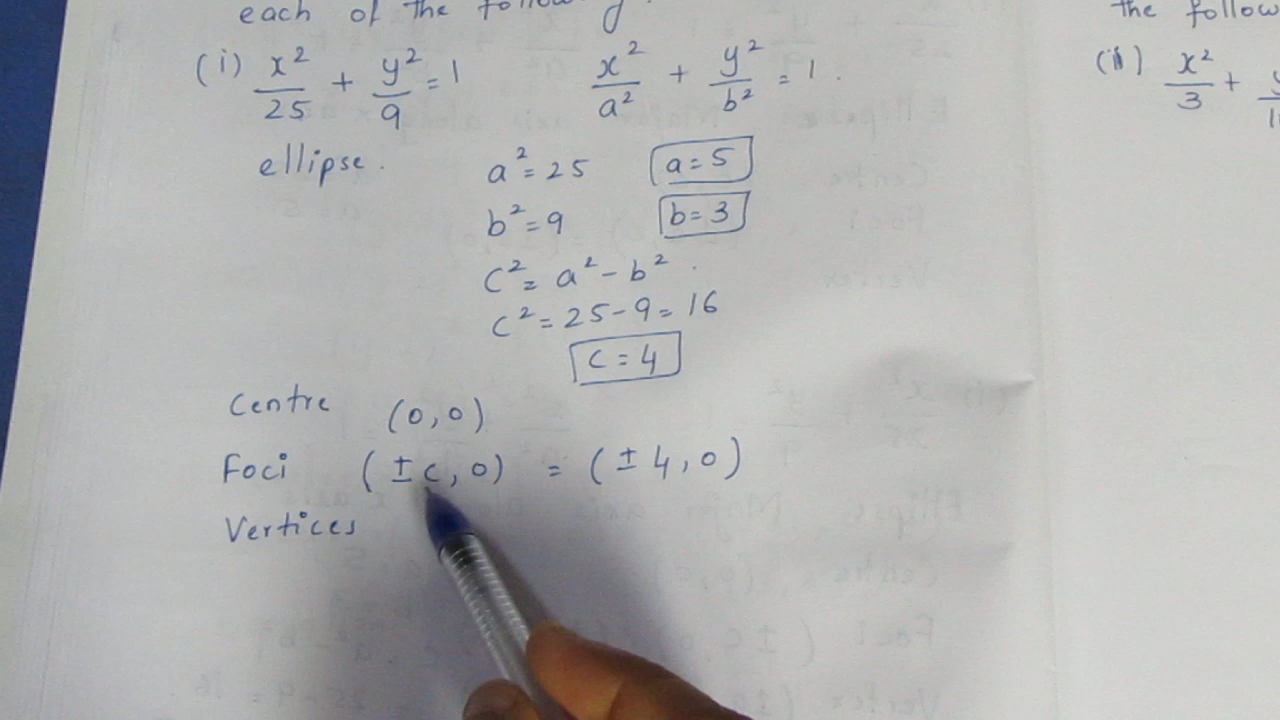 each of the following
(i) x²/25 + y²/9 = 1 x²/a² + y²/b² = 1.
ellipse.
a² = 25 a = 5
b² = 9 b = 3
c² = a² - b².
c² = 25 - 9 = 16
c = 4
Centre (0,0)
Foci (±c, 0) = (±4, 0)
Vertices
the follow
(ii) x²/3 +